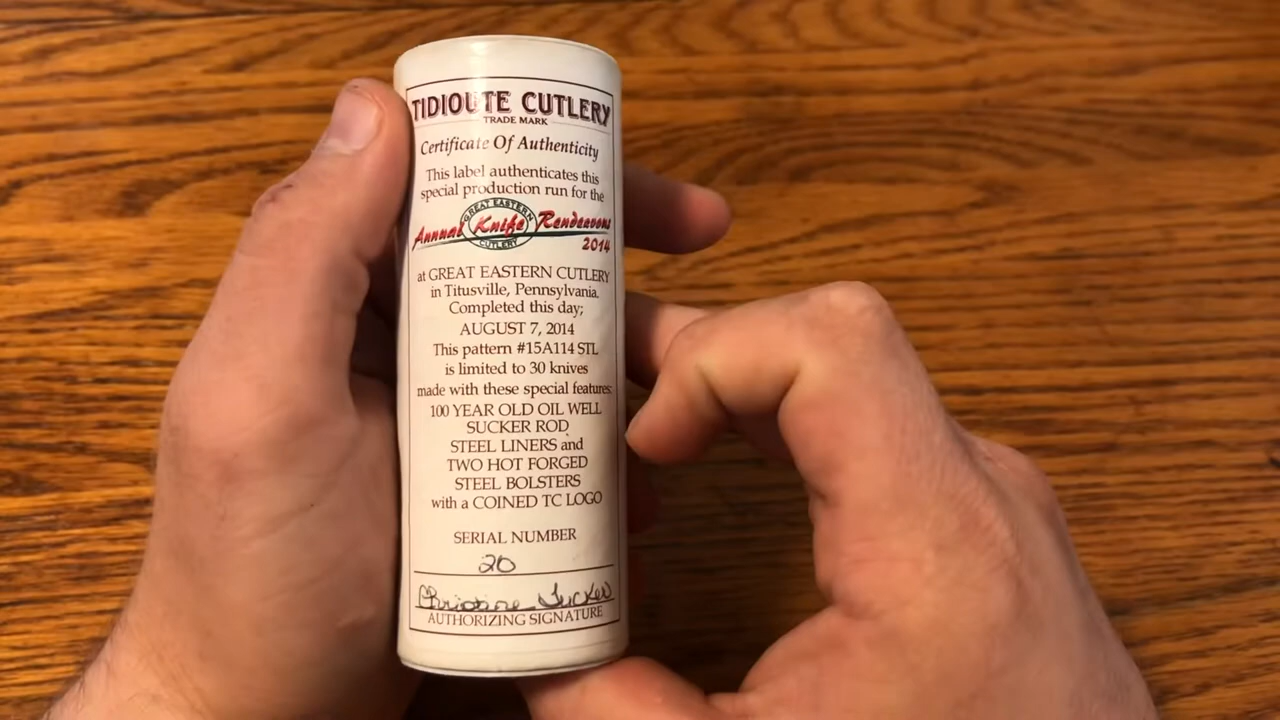 TIDIOUTE CUTLERY
TRADE MARK
Certificate Of Authenticity
This label authenticates this
special production run for the
GREAT EASTERN
Annual Knife Rendezvous
CUTLERY
2014
at GREAT EASTERN CUTLERY
in Titusville, Pennsylvania.
Completed this day;
AUGUST 7, 2014
This pattern #15A114 STL
is limited to 30 knives
made with these special features:
100 YEAR OLD OIL WELL
SUCKER ROD
STEEL LINERS and
TWO HOT FORGED
STEEL BOLSTERS
with a COINED TC LOGO
SERIAL NUMBER
20
Christine Tucker
AUTHORIZING SIGNATURE